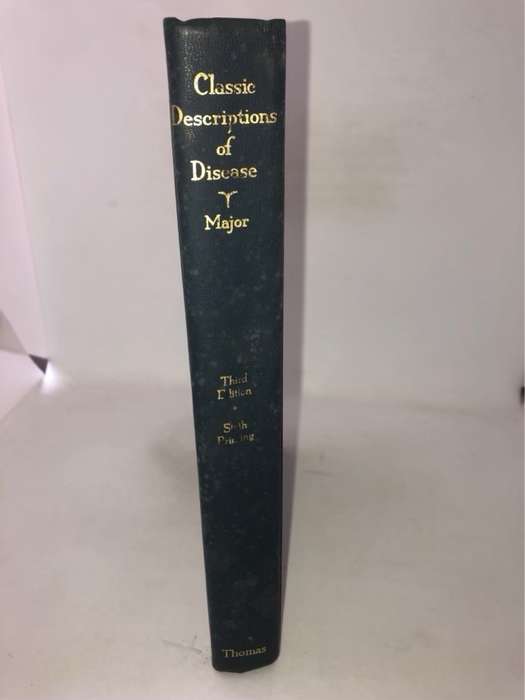 Classic
Descriptions
of
Disease
Major
Third
Edition
Sixth
Printing
Thomas